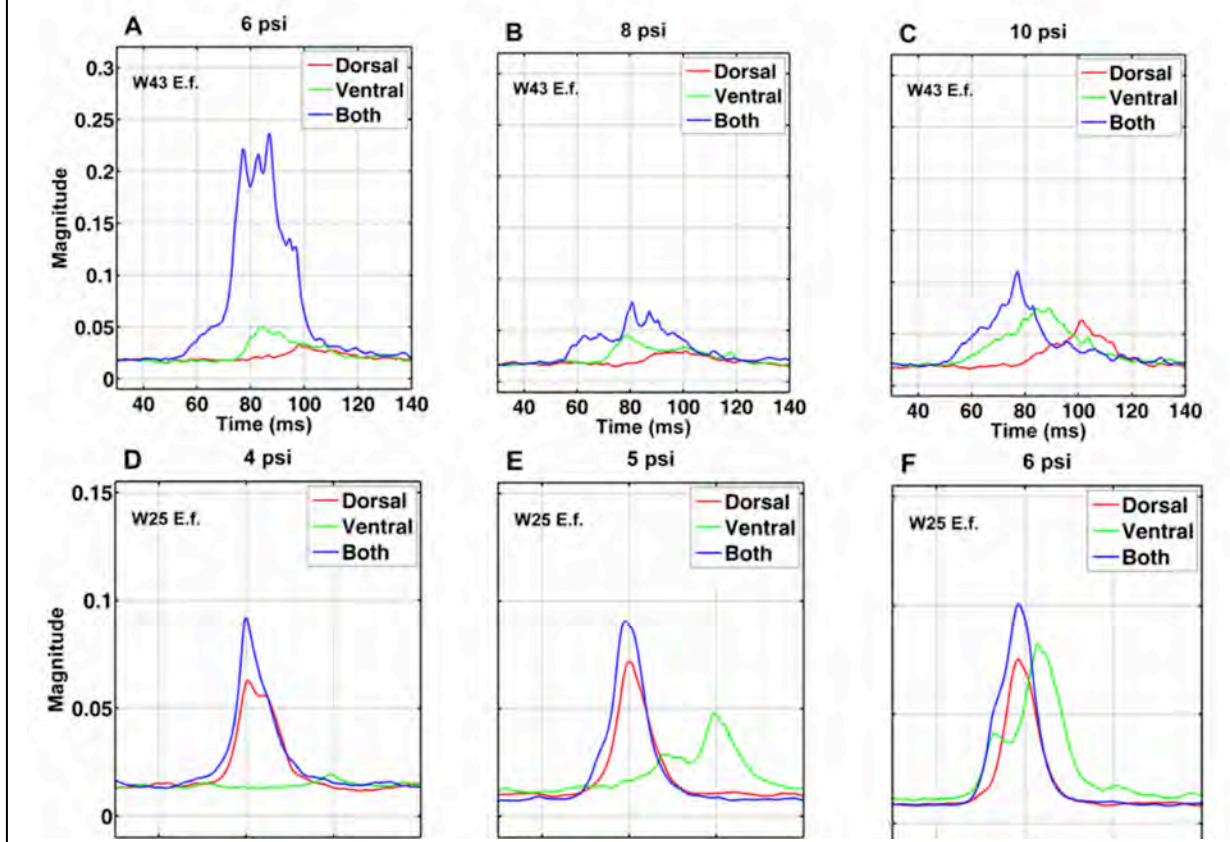 A 6 psi
W43 E.f.
Dorsal
Ventral
Both
0.3
0.25
0.2
0.15
0.1
0.05
0
Magnitude
40 60 80 100 120 140
Time (ms)
B 8 psi
W43 E.f.
Dorsal
Ventral
Both
40 60 80 100 120 140
Time (ms)
C 10 psi
W43 E.f.
Dorsal
Ventral
Both
40 60 80 100 120 140
Time (ms)
D 4 psi
W25 E.f.
Dorsal
Ventral
Both
0.15
0.1
0.05
0
Magnitude
E 5 psi
W25 E.f.
Dorsal
Ventral
Both
F 6 psi
W25 E.f.
Dorsal
Ventral
Both